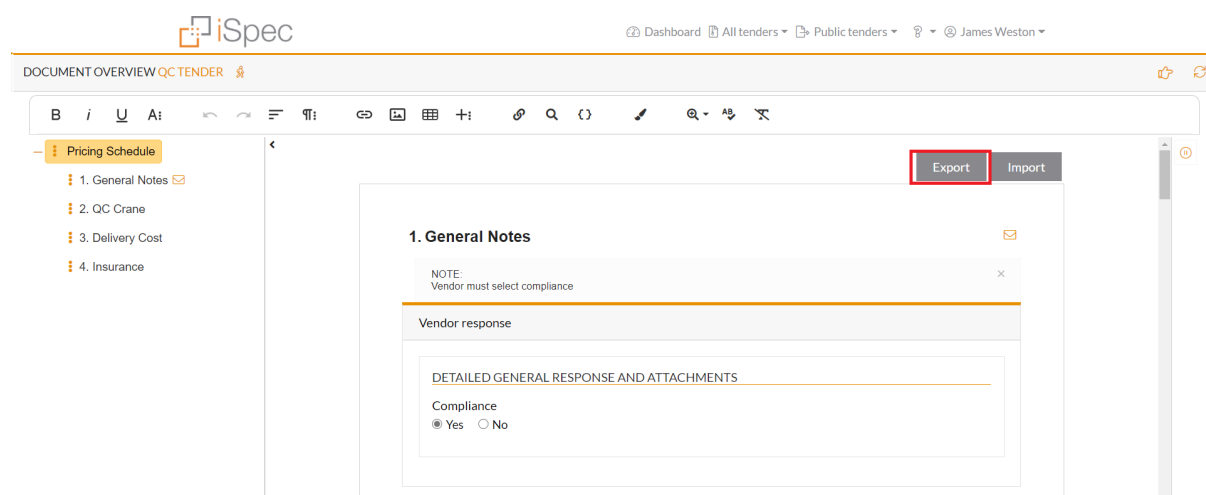 iSpec
Dashboard All tenders Public tenders James Weston
DOCUMENT OVERVIEW QC TENDER
B i U A
Pricing Schedule
Export Import
1. General Notes
2. QC Crane
3. Delivery Cost
4. Insurance
1. General Notes
NOTE:
Vendor must select compliance
Vendor response
DETAILED GENERAL RESPONSE AND ATTACHMENTS
Compliance
Yes No